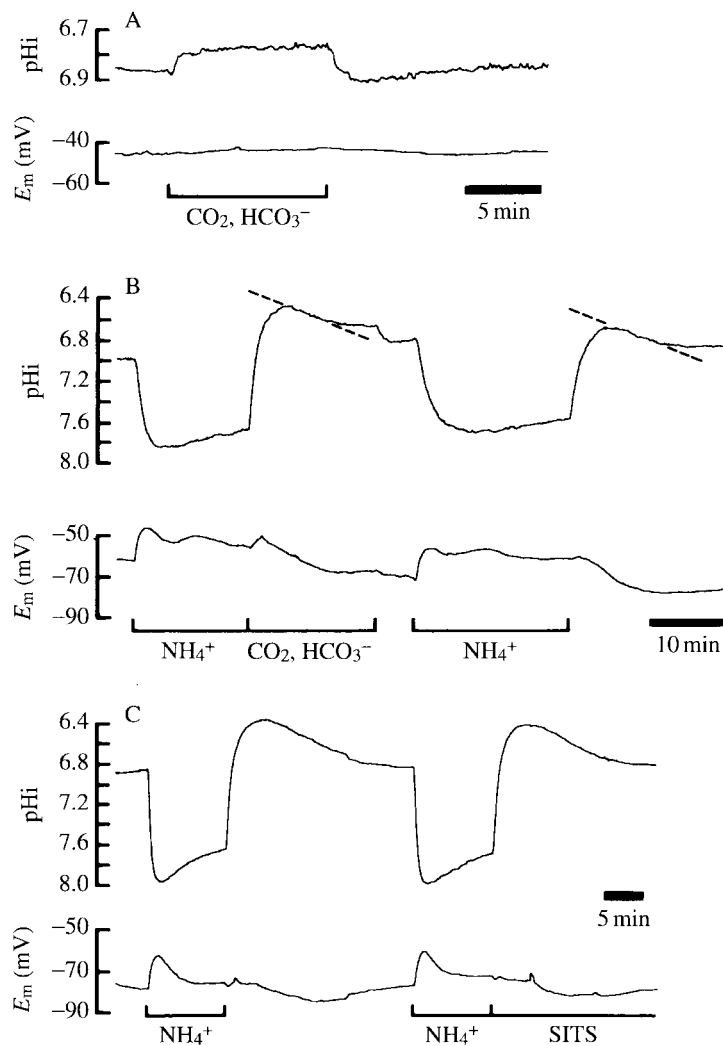 A
6.7
6.9
pHi
–40
–60
Em (mV)
CO2, HCO3–
5 min
B
6.4
6.8
7.2
7.6
8.0
pHi
–50
–70
–90
Em (mV)
NH4+
CO2, HCO3–
NH4+
10 min
C
6.4
6.8
7.2
7.6
8.0
pHi
5 min
–50
–70
–90
Em (mV)
NH4+
NH4+
SITS